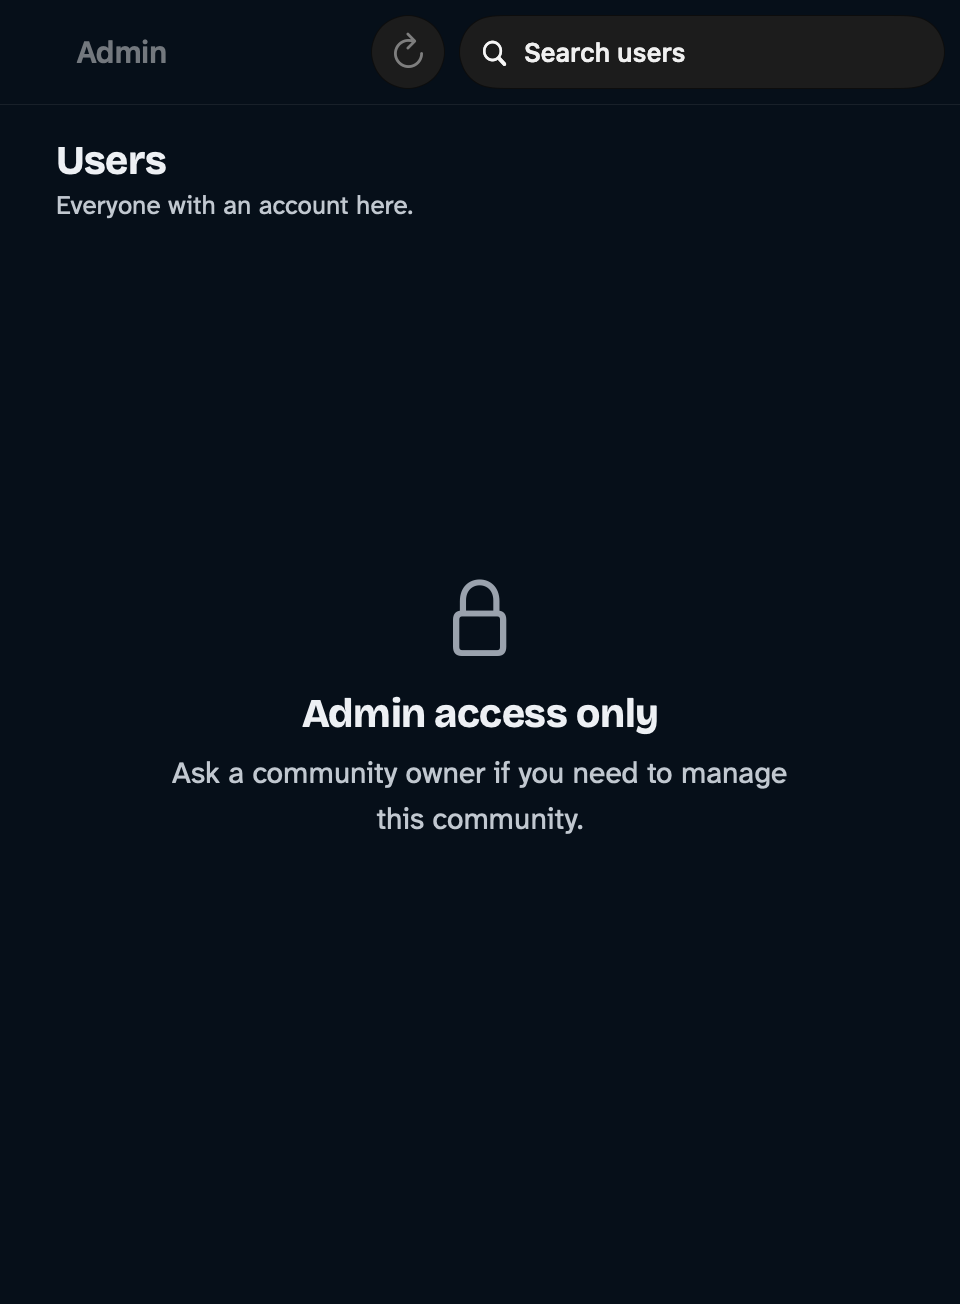 Admin
Search users
Users
Everyone with an account here.
Admin access only
Ask a community owner if you need to manage
this community.